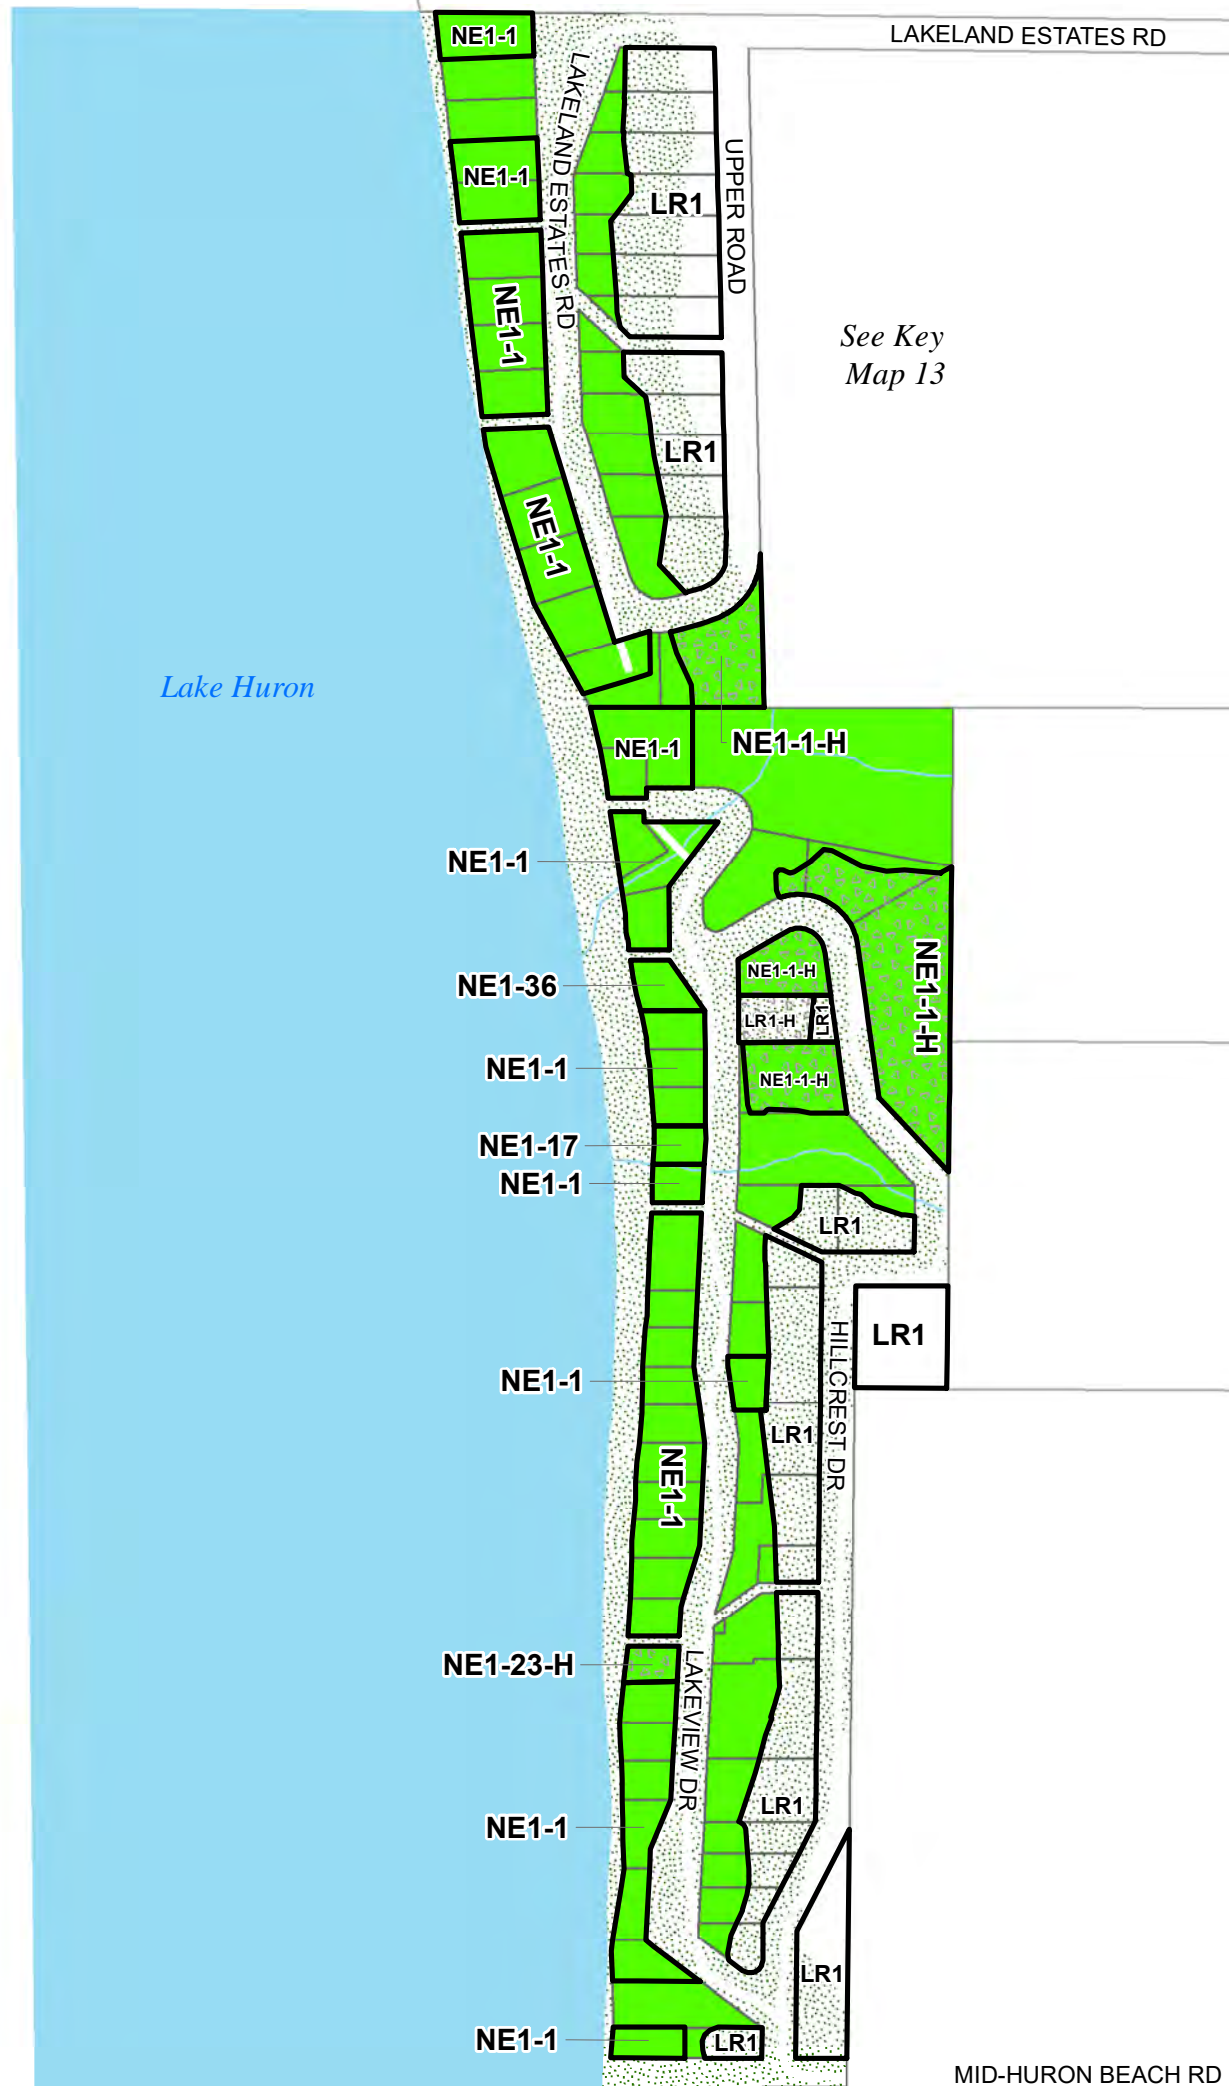 NE1-1
LAKELAND ESTATES RD
LAKELAND ESTATES RD
UPPER ROAD
NE1-1
LR1
NE1-1
See Key
Map 13
LR1
NE1-1
Lake Huron
NE1-1
NE1-1-H
NE1-1
NE1-1-H
NE1-1-H
NE1-36
LR1-H
LR1
NE1-1
NE1-1-H
NE1-17
NE1-1
LR1
LR1
HILLCREST DR
NE1-1
LR1
NE1-1
NE1-23-H
LAKEVIEW DR
LR1
NE1-1
LR1
NE1-1
LR1
MID-HURON BEACH RD